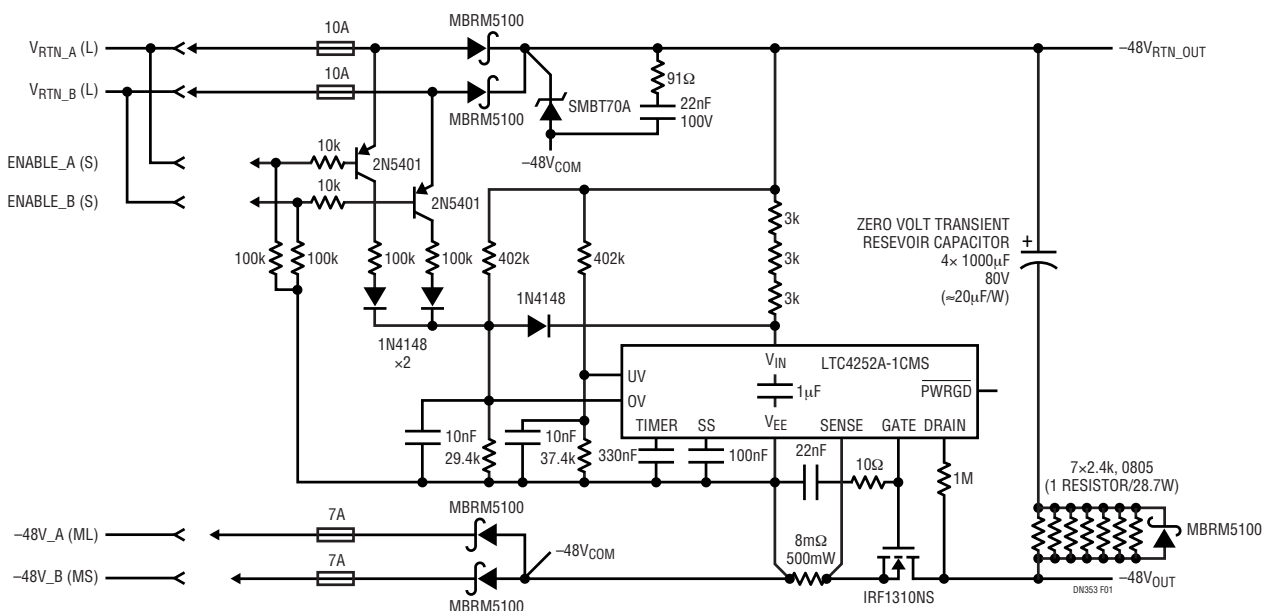 MBRM5100
10A
V_RTN_A (L)
–48V_RTN_OUT
10A
91Ω
V_RTN_B (L)
22nF
100V
SMBT70A
MBRM5100
10k
–48V_COM
ENABLE_A (S)
2N5401
10k
ENABLE_B (S)
2N5401
3k
ZERO VOLT TRANSIENT
RESEVOIR CAPACITOR
4× 1000µF
80V
(≈20µF/W)
+
100k
100k
100k
100k
402k
402k
3k
3k
1N4148
1N4148
×2
V_IN
LTC4252A-1CMS
UV
OV
1µF
PWRGD
V_EE
TIMER
SS
SENSE
GATE
DRAIN
10nF
29.4k
10nF
37.4k
330nF
100nF
22nF
10Ω
1M
7×2.4k, 0805
(1 RESISTOR/28.7W)
MBRM5100
MBRM5100
–48V_A (ML)
7A
–48V_COM
8mΩ
500mW
7A
–48V_B (MS)
MBRM5100
IRF1310NS
–48V_OUT
DN353 F01